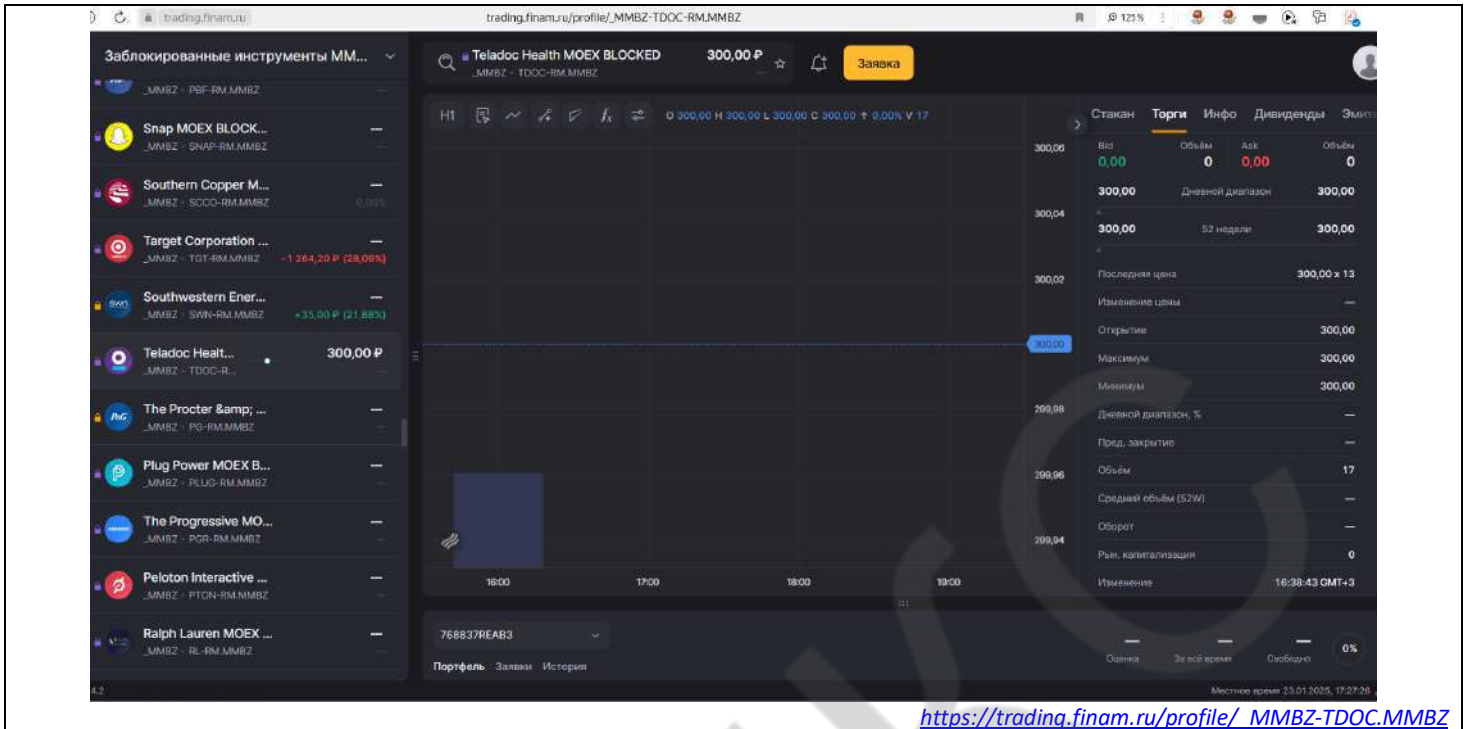 trading.finam.ru
trading.finam.ru/profile/_MMBZ-TDOC-RM.MMBZ
125 %
Заблокированные инструменты ММ...
_MMBZ - PBF-RM.MMBZ
Snap MOEX BLOCK...
_MMBZ - SNAP-RM.MMBZ
Southern Copper M...
_MMBZ - SCCO-RM.MMBZ
0,00%
Target Corporation ...
_MMBZ - TGT-RM.MMBZ
-1 264,20 ₽ (28,09%)
Southwestern Ener...
_MMBZ - SWN-RM.MMBZ
+35,00 ₽ (21,88%)
Teladoc Healt...
300,00 ₽
_MMBZ - TDOC-R...
The Procter &amp; ...
_MMBZ - PG-RM.MMBZ
Plug Power MOEX B...
_MMBZ - PLUG-RM.MMBZ
The Progressive MO...
_MMBZ - PGR-RM.MMBZ
Peloton Interactive ...
_MMBZ - PTON-RM.MMBZ
Ralph Lauren MOEX ...
_MMBZ - RL-RM.MMBZ
4.2
Teladoc Health MOEX BLOCKED
300,00 ₽
_MMBZ - TDOC-RM.MMBZ
Заявка
H1
O 300,00 H 300,00 L 300,00 C 300,00 ↑ 0,00% V 17
300,06
300,04
300,02
300,00
299,98
299,96
299,94
16:00 17:00 18:00 19:00
768837REAB3
Портфель Заявки История
Стакан Торги Инфо Дивиденды Эмит
Bid Объём Ask Объём
0,00 0 0,00 0
300,00 Дневной диапазон 300,00
300,00 52 недели 300,00
Последняя цена 300,00 x 13
Изменение цены —
Открытие 300,00
Максимум 300,00
Минимум 300,00
Дневной диапазон, % —
Пред. закрытие —
Объём 17
Средний объём (52W) —
Оборот —
Рын. капитализация 0
Изменение 16:38:43 GMT+3
Оценка За всё время Свободно 0%
Местное время 23.01.2025, 17:27:26
https://trading.finam.ru/profile/_MMBZ-TDOC.MMBZ